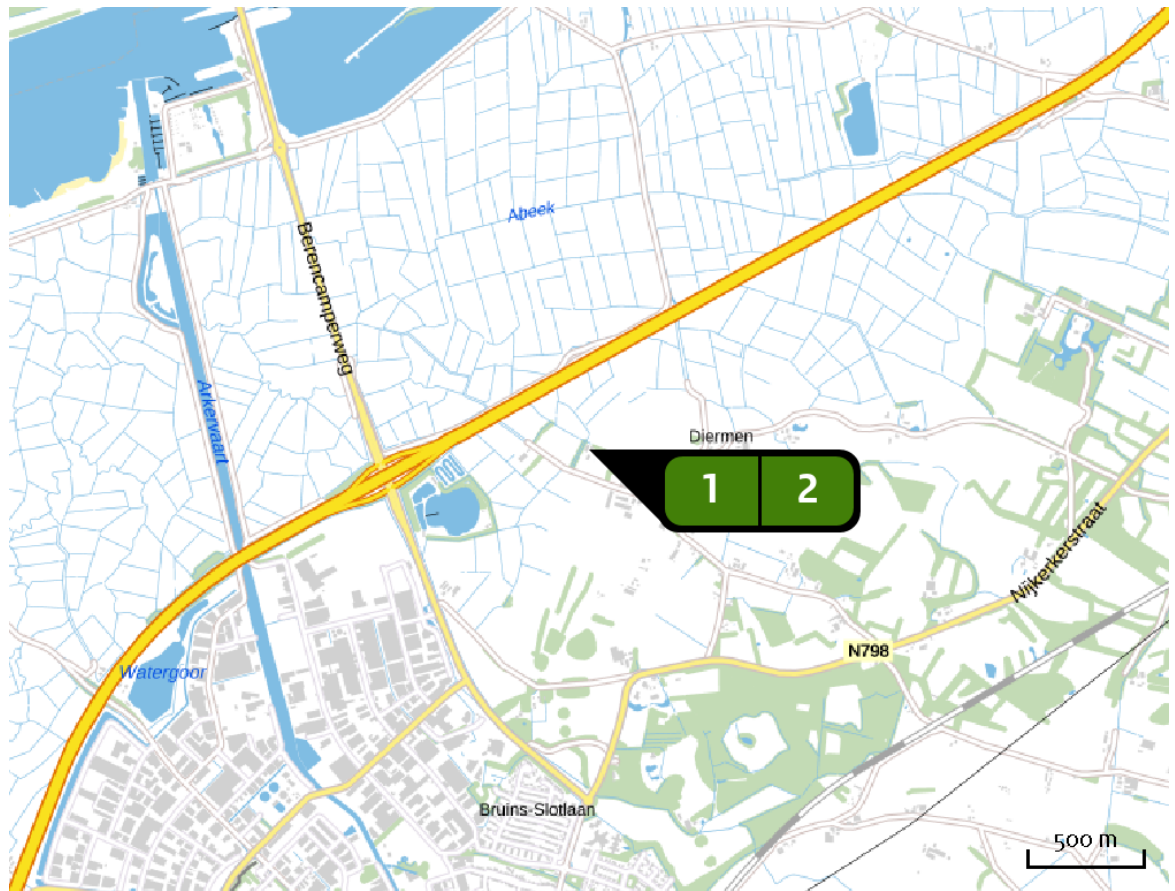 Abeek
Berencamperweg
Arkervaart
Diermen
1 2
Nijkerkerstraat
N798
Watergoor
Bruins-Slotlaan
500 m